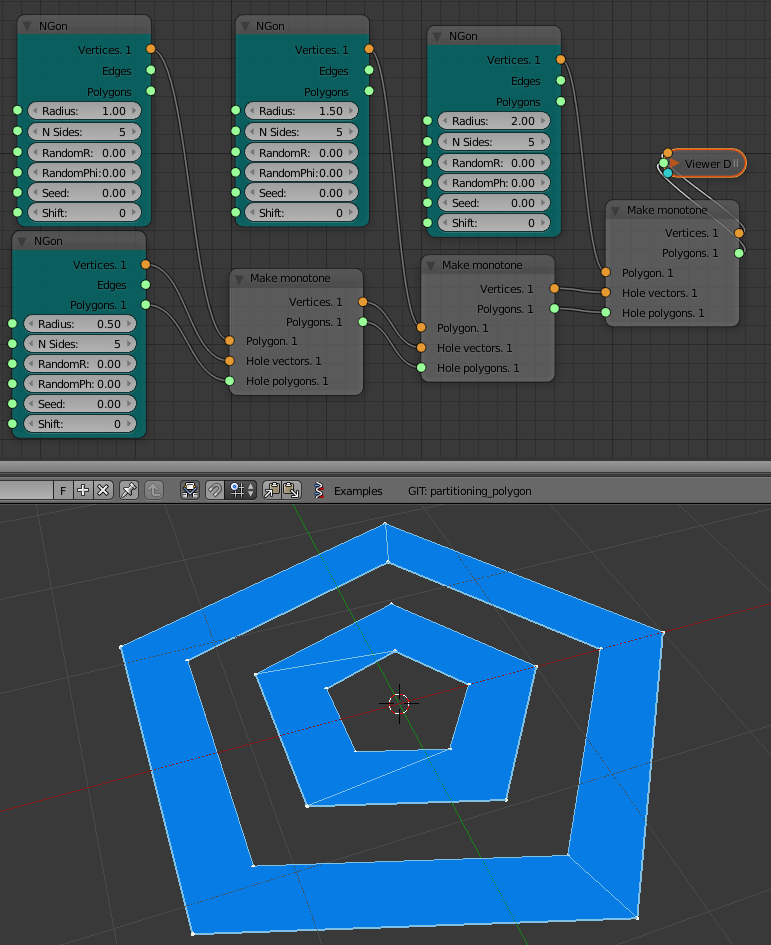 NGon
Vertices. 1
Edges
Polygons
Radius: 1.00
N Sides: 5
RandomR: 0.00
RandomPhi: 0.00
Seed: 0.00
Shift: 0
NGon
Vertices. 1
Edges
Polygons
Radius: 1.50
N Sides: 5
RandomR: 0.00
RandomPhi: 0.00
Seed: 0.00
Shift: 0
NGon
Vertices. 1
Edges
Polygons
Radius: 2.00
N Sides: 5
RandomR: 0.00
RandomPh: 0.00
Seed: 0.00
Shift: 0
Viewer D
NGon
Vertices. 1
Edges
Polygons. 1
Radius: 0.50
N Sides: 5
RandomR: 0.00
RandomPh: 0.00
Seed: 0.00
Shift: 0
Make monotone
Vertices. 1
Polygons. 1
Polygon. 1
Hole vectors. 1
Hole polygons. 1
Make monotone
Vertices. 1
Polygons. 1
Polygon. 1
Hole vectors. 1
Hole polygons. 1
Make monotone
Vertices. 1
Polygons. 1
Polygon. 1
Hole vectors. 1
Hole polygons. 1
F Examples GIT: partitioning_polygon